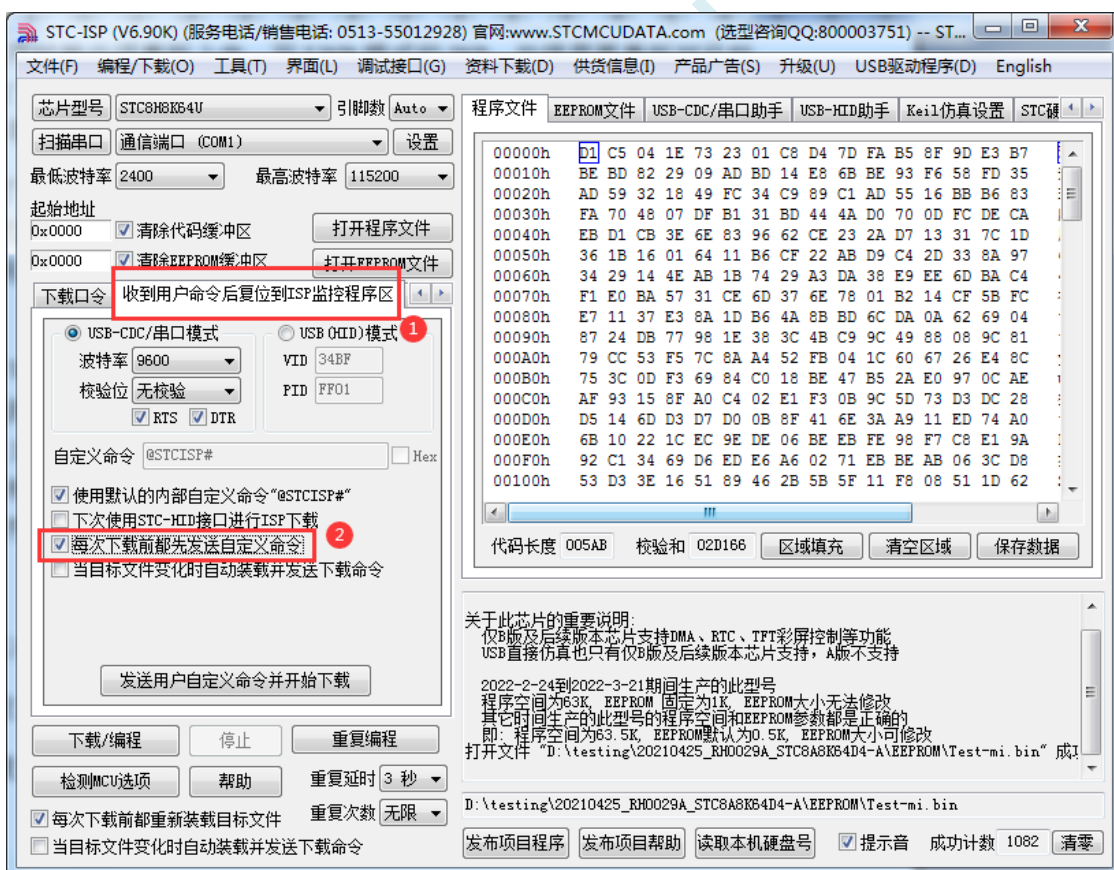 STC-ISP (V6.90K) (服务电话/销售电话: 0513-55012928) 官网:www.STCMCUDATA.com (选型咨询QQ:800003751) -- ST...
文件(F) 编程/下载(O) 工具(T) 界面(L) 调试接口(G) 资料下载(D) 供货信息(I) 产品广告(S) 升级(U) USB驱动程序(D) English
芯片型号 STC8H8K64U 引脚数 Auto
扫描串口 通信端口 (COM1) 设置
最低波特率 2400 最高波特率 115200
起始地址
0x0000 清除代码缓冲区 打开程序文件
0x0000 清除EEPROM缓冲区 打开EEPROM文件
下载口令 收到用户命令后复位到ISP监控程序区
1
USB-CDC/串口模式 USB(HID)模式
波特率 9600 VID 34BF
校验位 无校验 PID FF01
RTS DTR
自定义命令 @STCISP# Hex
使用默认的内部自定义命令"@STCISP#"
下次使用STC-HID接口进行ISP下载
每次下载前都先发送自定义命令
2
当目标文件变化时自动装载并发送下载命令
发送用户自定义命令并开始下载
下载/编程 停止 重复编程
检测MCU选项 帮助 重复延时 3 秒
每次下载前都重新装载目标文件 重复次数 无限
当目标文件变化时自动装载并发送下载命令
程序文件 EEPROM文件 USB-CDC/串口助手 USB-HID助手 Keil仿真设置 STC硬
00000h D1 C5 04 1E 73 23 01 C8 D4 7D FA B5 8F 9D E3 B7
00010h BE BD 82 29 09 AD BD 14 E8 6B BE 93 F6 58 FD 35
00020h AD 59 32 18 49 FC 34 C9 89 C1 AD 55 16 BB B6 83
00030h FA 70 48 07 DF B1 31 BD 44 4A D0 70 0D FC DE CA
00040h EB D1 CB 3E 6E 83 96 62 CE 23 2A D7 13 31 7C 1D
00050h 36 1B 16 01 64 11 B6 CF 22 AB D9 C4 2D 33 8A 97
00060h 34 29 14 4E AB 1B 74 29 A3 DA 38 E9 EE 6D BA C4
00070h F1 E0 BA 57 31 CE 6D 37 6E 78 01 B2 14 CF 5B FC
00080h E7 11 37 E3 8A 1D B6 4A 8B BD 6C DA 0A 62 69 04
00090h 87 24 DB 77 98 1E 38 3C 4B C9 9C 49 88 08 9C 81
000A0h 79 CC 53 F5 7C 8A A4 52 FB 04 1C 60 67 26 E4 8C
000B0h 75 3C 0D F3 69 84 C0 18 BE 47 B5 2A E0 97 0C AE
000C0h AF 93 15 8F A0 C4 02 E1 F3 0B 9C 5D 73 D3 DC 28
000D0h D5 14 6D D3 D7 D0 0B 8F 41 6E 3A A9 11 ED 74 A0
000E0h 6B 10 22 1C EC 9E DE 06 BE EB FE 98 F7 C8 E1 9A
000F0h 92 C1 34 69 D6 ED E6 A6 02 71 EB BE AB 06 3C D8
00100h 53 D3 3E 16 51 89 46 2B 5B 5F 11 F8 08 51 1D 62
代码长度 005AB 校验和 02D166 区域填充 清空区域 保存数据
关于此芯片的重要说明:
仅B版及后续版本芯片支持DMA、RTC、TFT彩屏控制等功能
USB直接仿真也只有仅B版及后续版本芯片支持，A版不支持
2022-2-24到2022-3-21期间生产的此型号
程序空间为63K, EEPROM 固定为1K, EEPROM大小无法修改
其它时间生产的此型号的程序空间和EEPROM参数都是正确的
即: 程序空间为63.5K, EEPROM默认为0.5K, EEPROM大小可修改
打开文件 "D:\testing\20210425_RH0029A_STC8A8K64D4-A\EEPROM\Test-mi.bin" 成功
D:\testing\20210425_RH0029A_STC8A8K64D4-A\EEPROM\Test-mi.bin
发布项目程序 发布项目帮助 读取本机硬盘号 提示音 成功计数 1082 清零